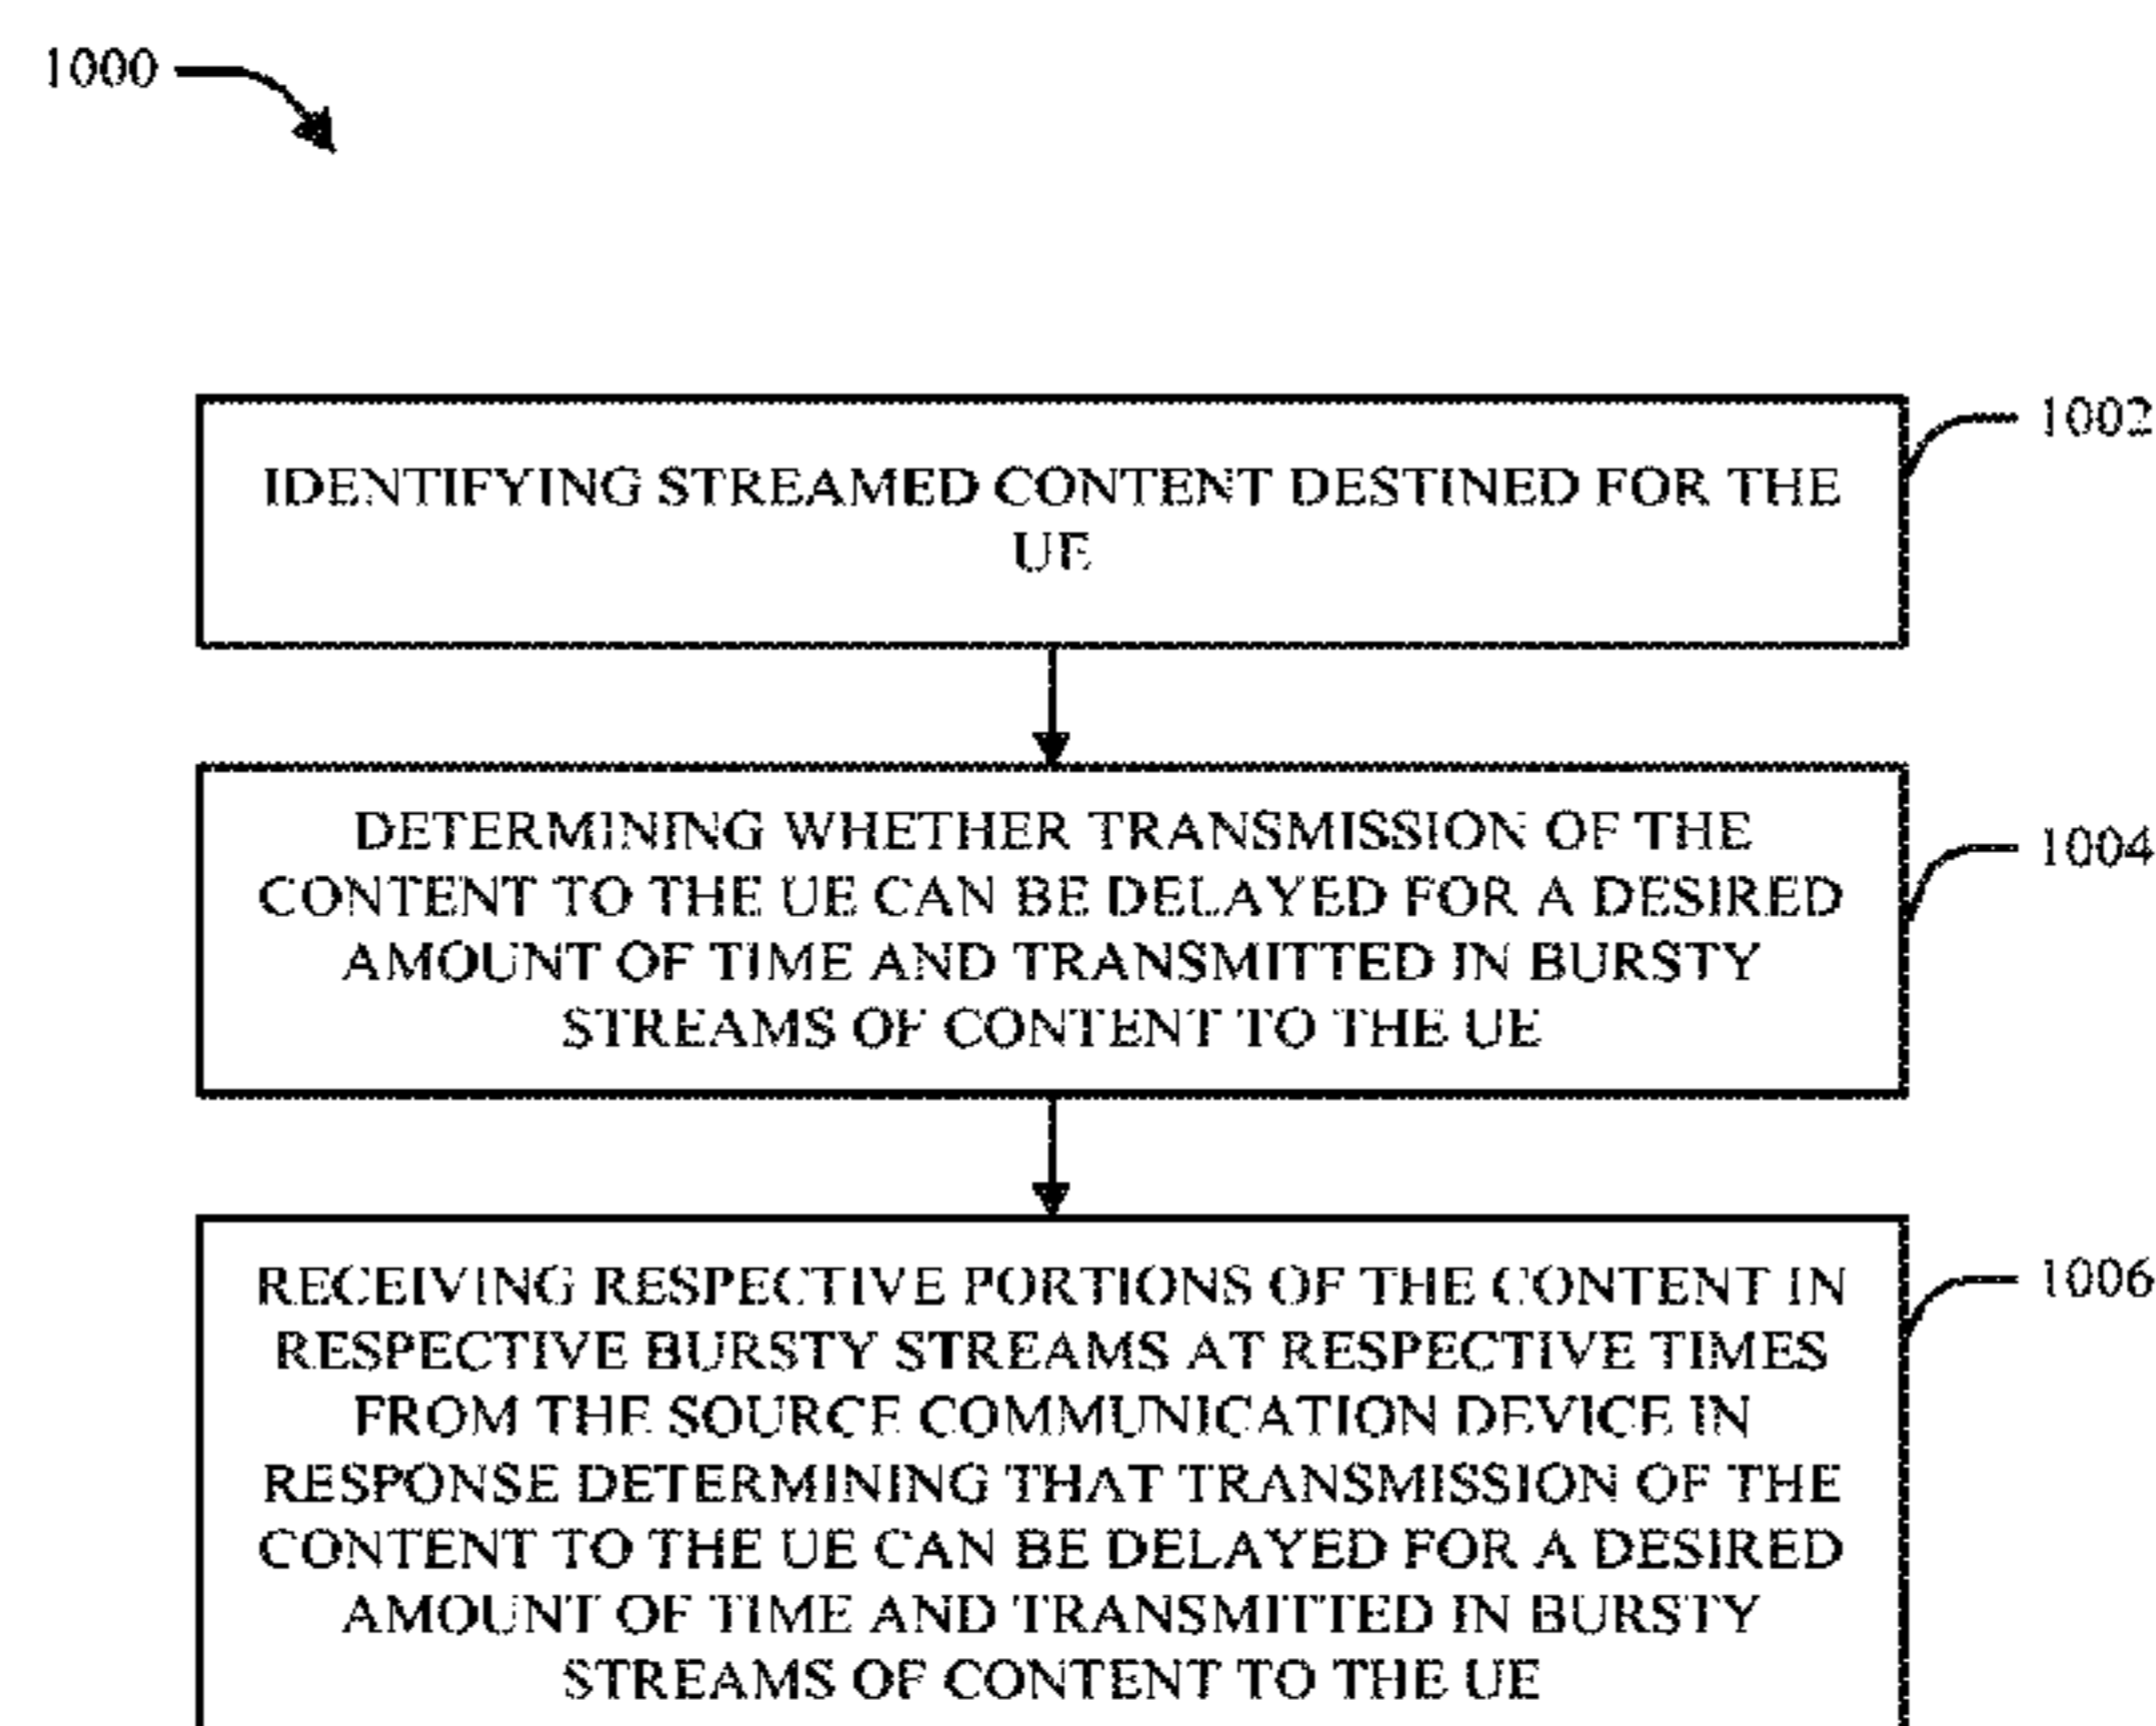 1000
1002
IDENTIFYING STREAMED CONTENT DESTINED FOR THE
UE
DETERMINING WHETHER TRANSMISSION OF THE
1004
CONTENT TO THE UE CAN BE DELAYED FOR A DESIRED
AMOUNT OF TIME AND TRANSMITTED IN BURSTY
STREAMS OF CONTENT TO THE UE
RECEIVING RESPECTIVE PORTIONS OF THE CONTENT IN
1006
RESPECTIVE BURSTY STREAMS AT RESPECTIVE TIMES
FROM THE SOURCE COMMUNICATION DEVICE IN
RESPONSE DETERMINING THAT TRANSMISSION OF THE
CONTENT TO THE UE CAN BE DELAYED FOR A DESIRED
AMOUNT OF TIME AND TRANSMITTED IN BURSTY
STREAMS OF CONTENT TO THE UE